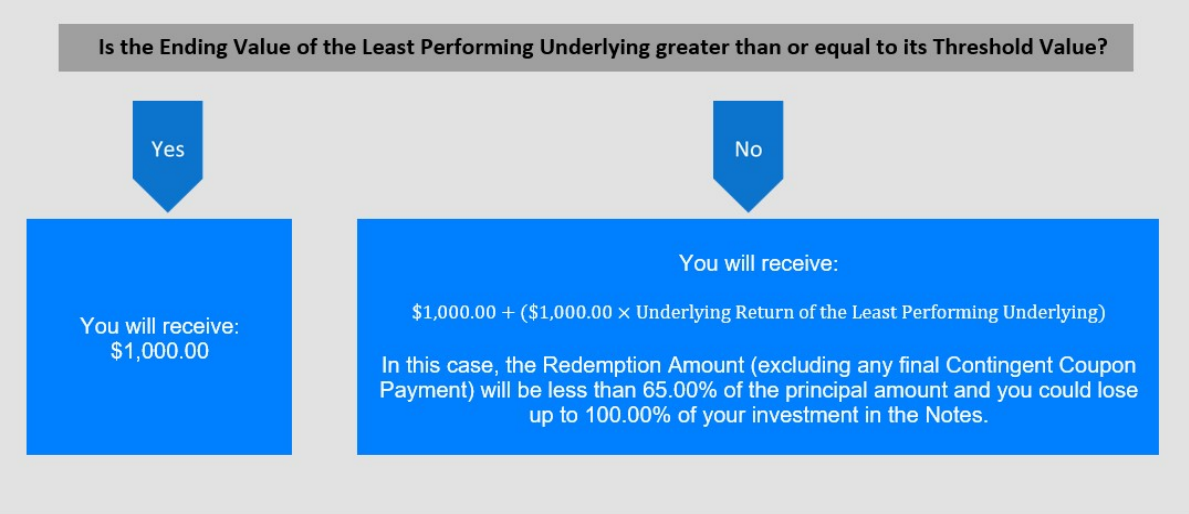 Is the Ending Value of the Least Performing Underlying greater than or equal to its Threshold Value?
Yes
No
You will receive:
$1,000.00
You will receive:
$1,000.00 + ($1,000.00 × Underlying Return of the Least Performing Underlying)
In this case, the Redemption Amount (excluding any final Contingent Coupon
Payment) will be less than 65.00% of the principal amount and you could lose
up to 100.00% of your investment in the Notes.